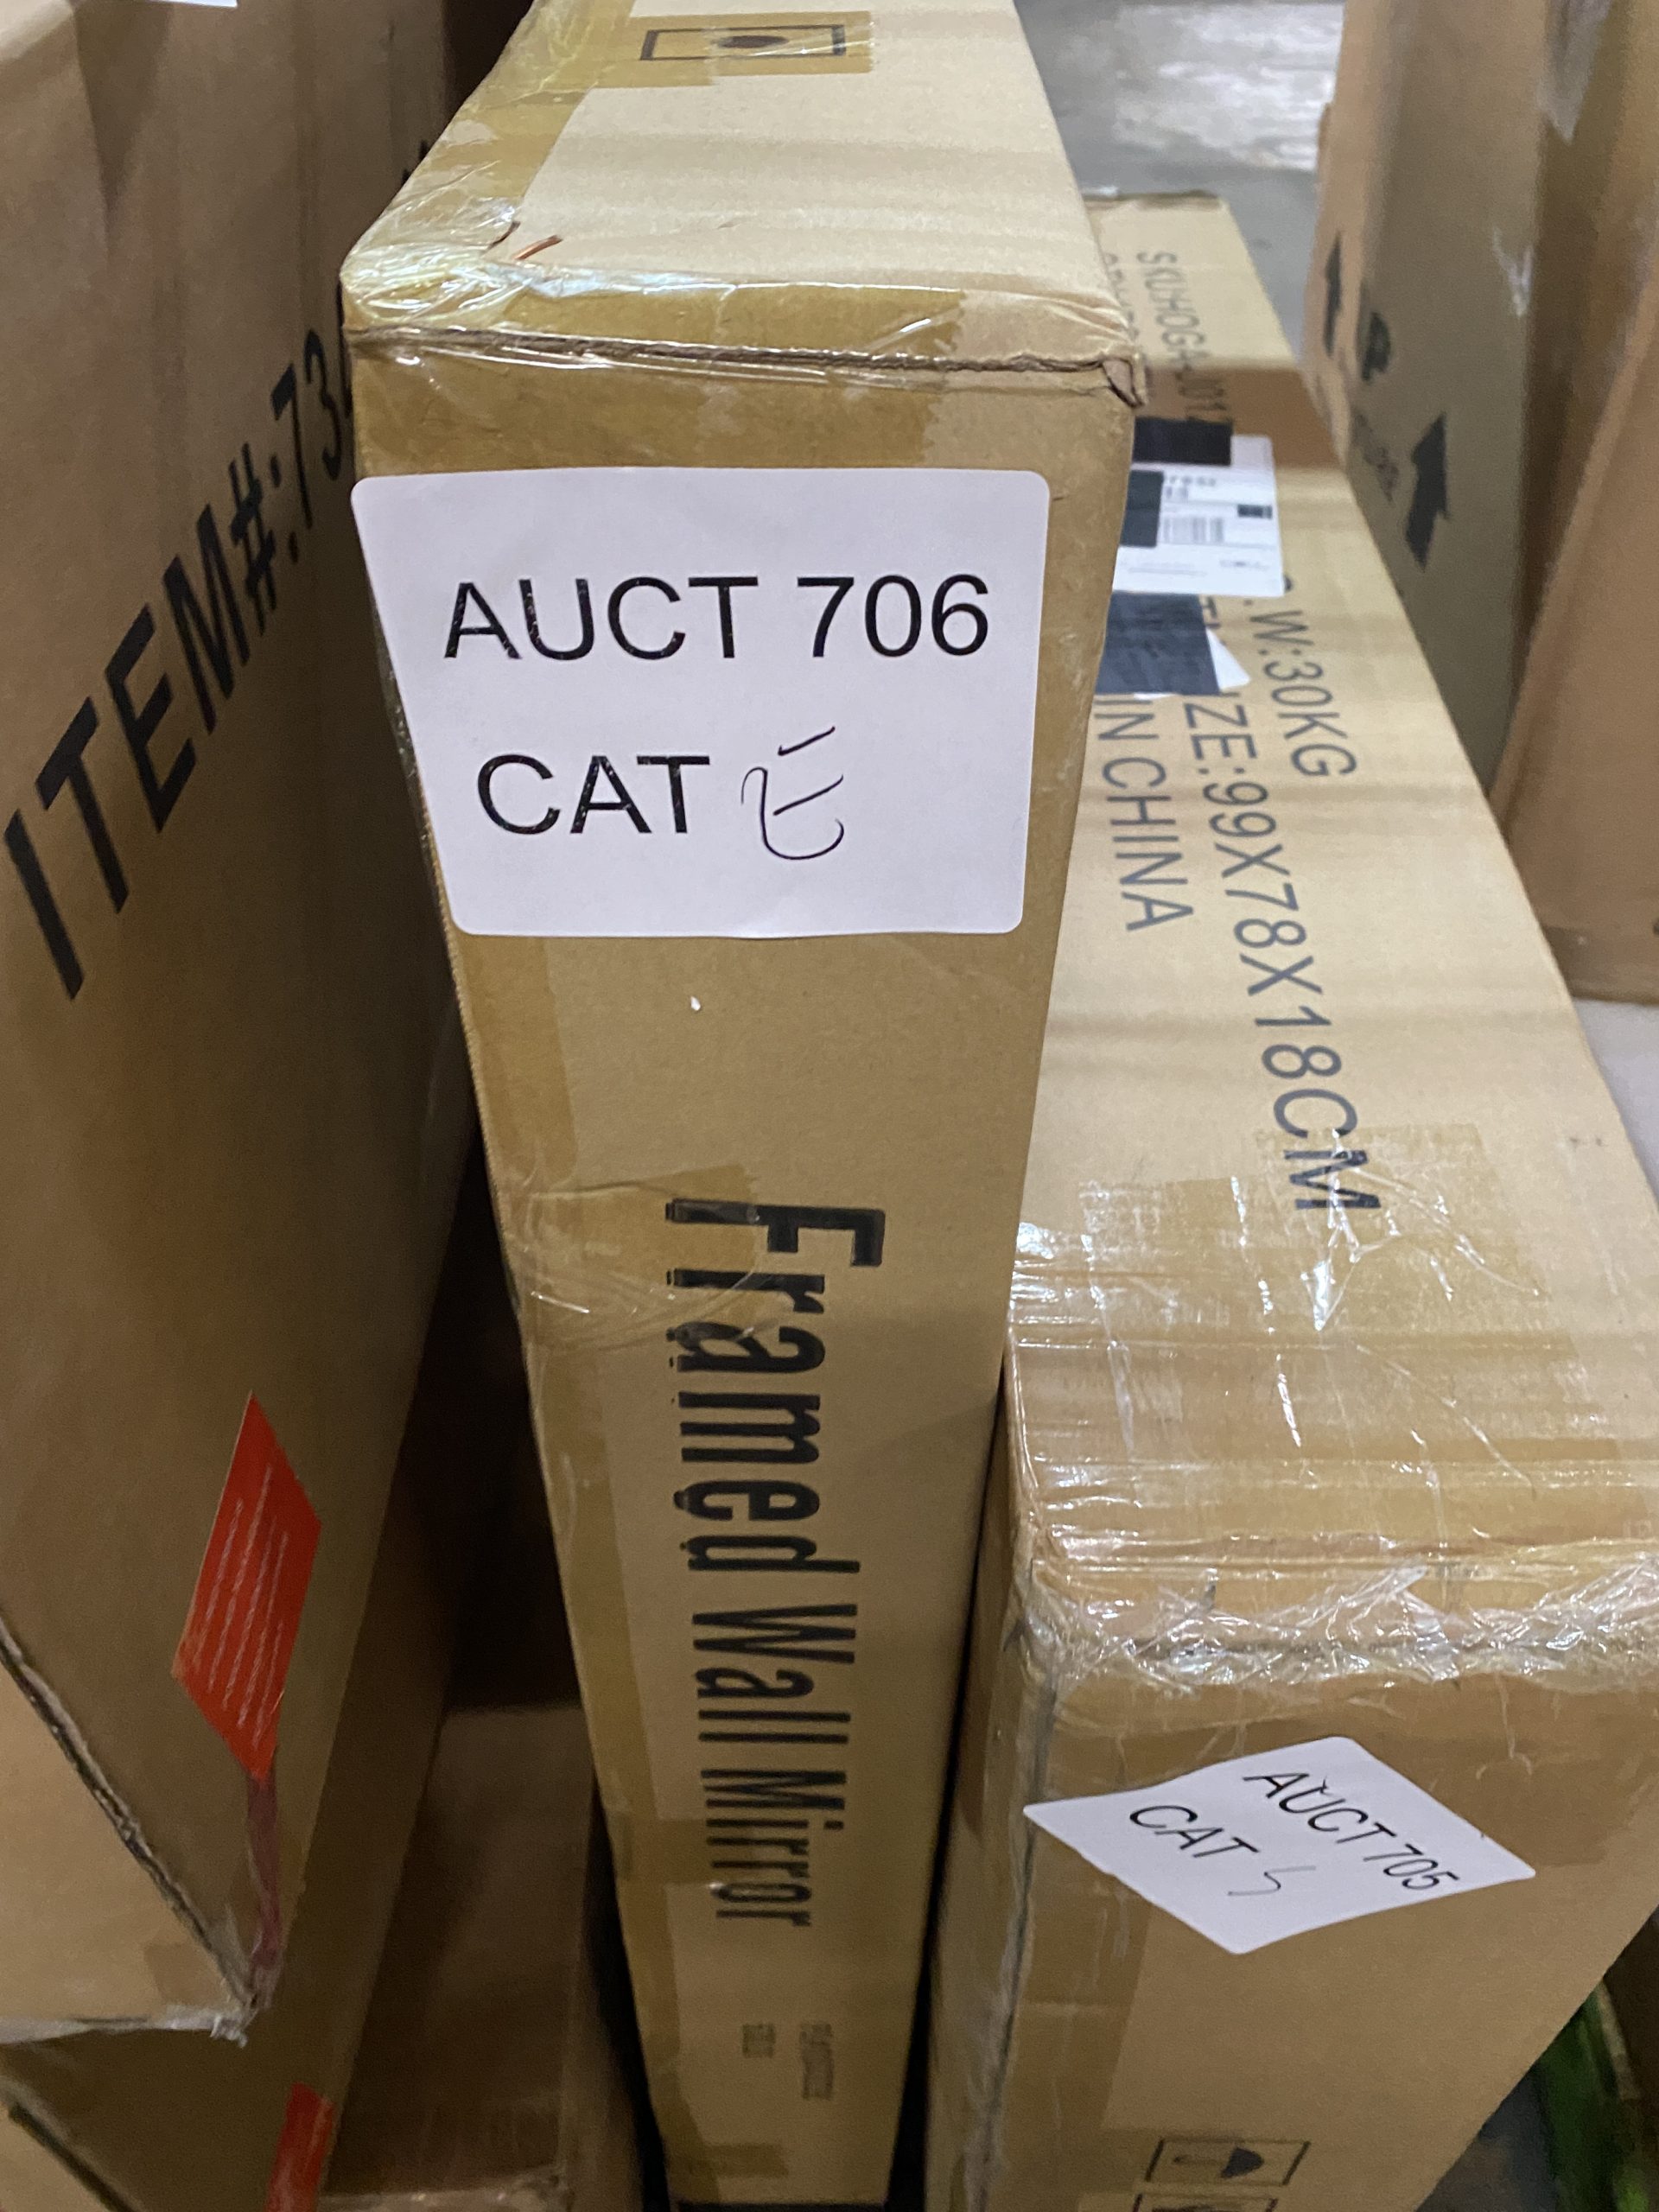 AUCT 706
CAT E
Framed Wall Mirror
ITEM#:73
.W:30KG
ZE:99X78X18CM
IN CHINA
AUCT 705
CAT